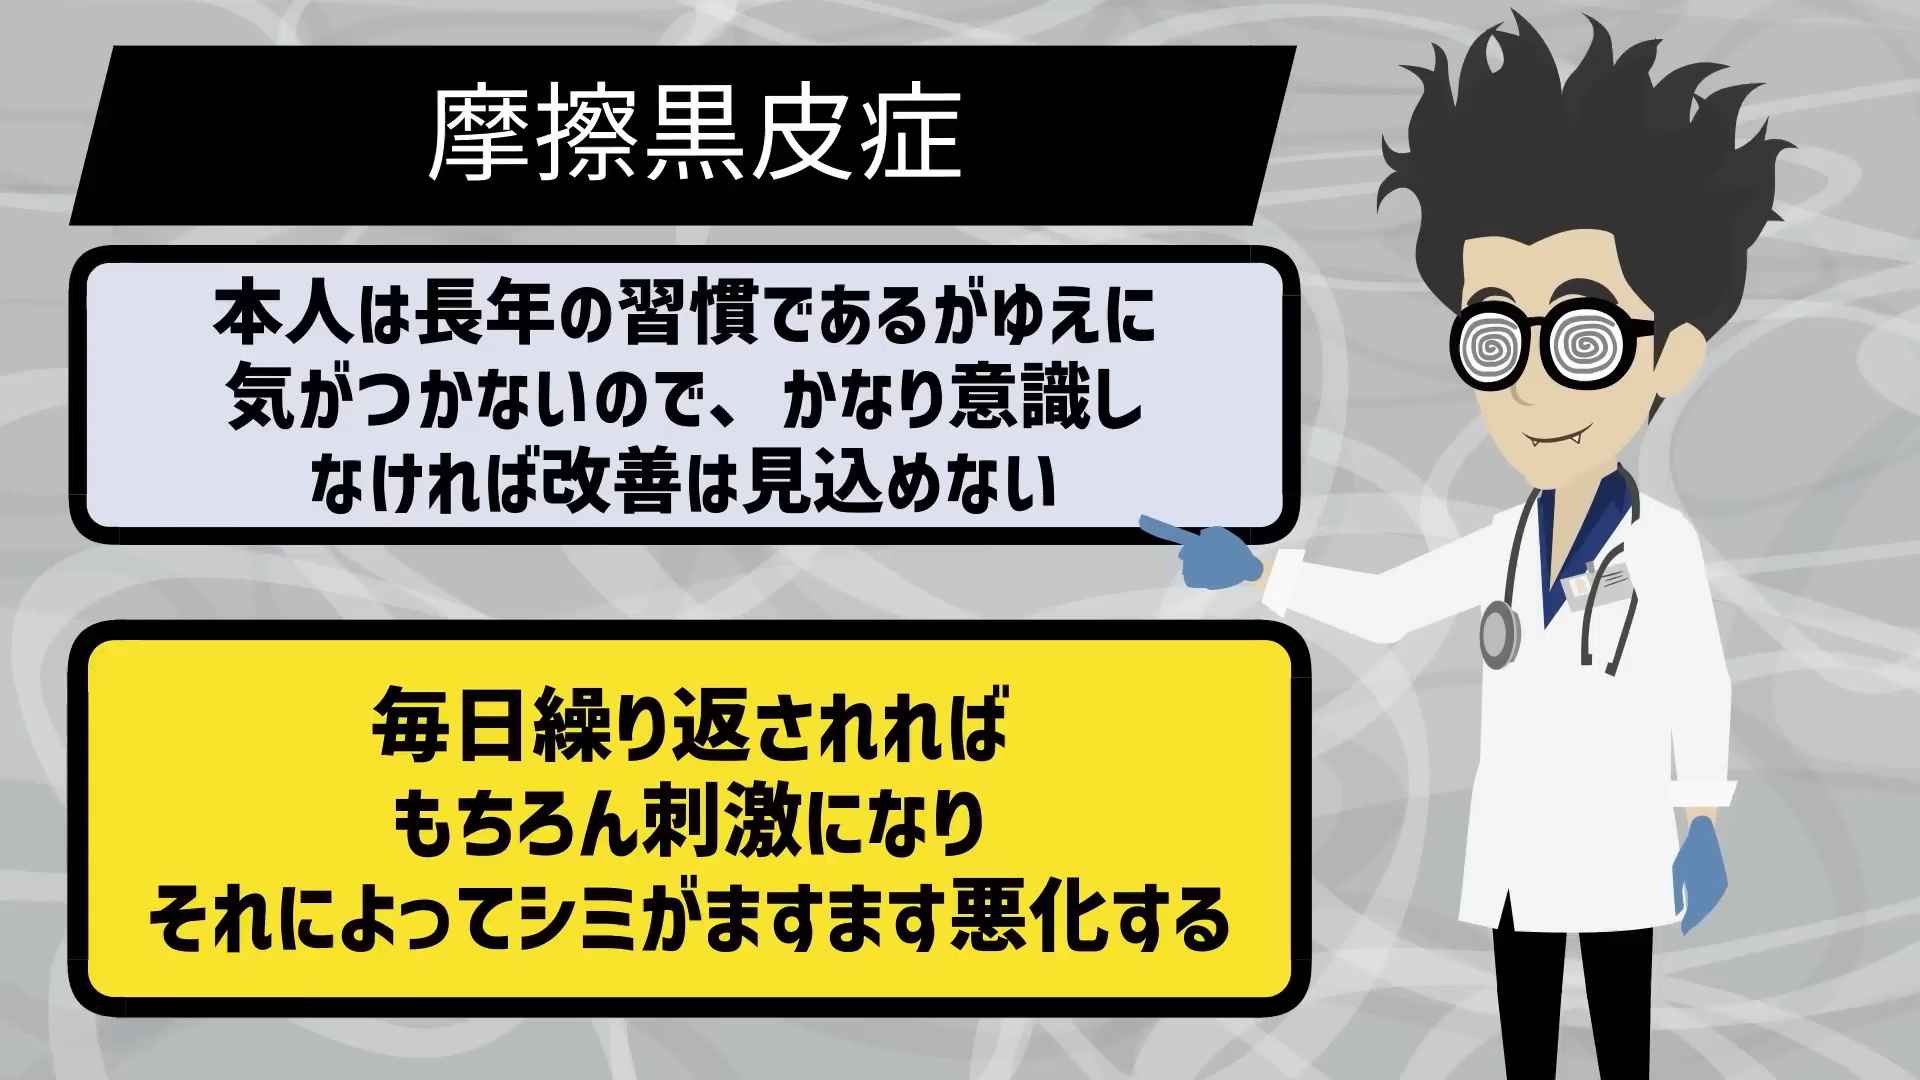 摩擦黒皮症
本人は長年の習慣であるがゆえに
気がつかないので、かなり意識し
なければ改善は見込めない
毎日繰り返されれば
もちろん刺激になり
それによってシミがますます悪化する